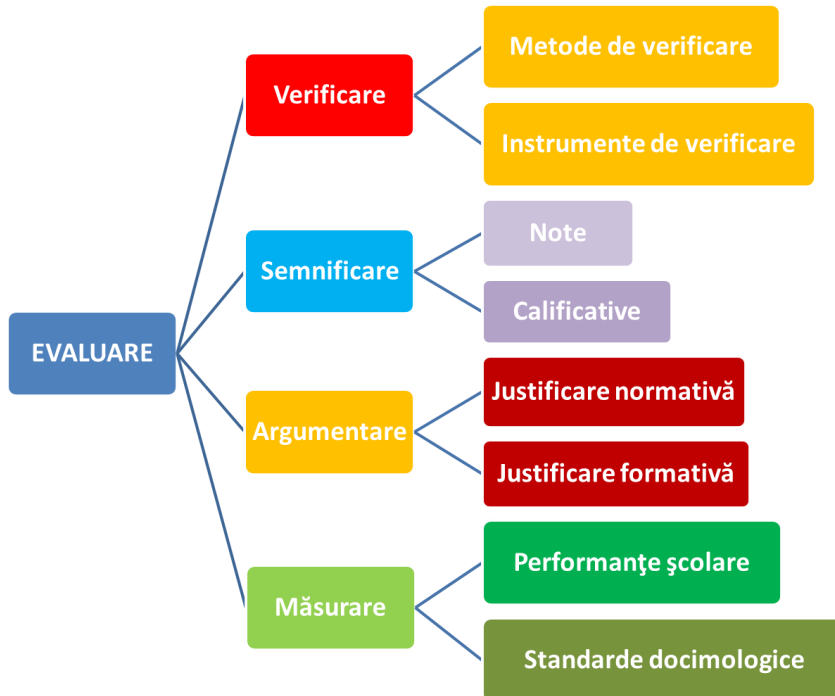 EVALUARE
Verificare
Metode de verificare
Instrumente de verificare
Semnificare
Note
Calificative
Argumentare
Justificare normativă
Justificare formativă
Măsurare
Performanţe şcolare
Standarde docimologice